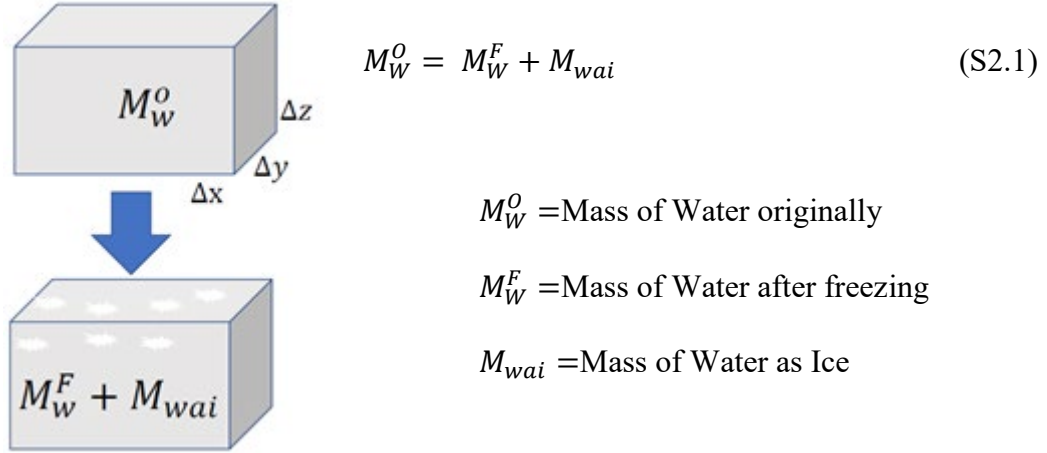 M_w^o
Δz
Δy
Δx
M_w^F + M_wai
M_W^O = M_W^F + M_wai (S2.1)
M_W^O =Mass of Water originally
M_W^F =Mass of Water after freezing
M_wai =Mass of Water as Ice